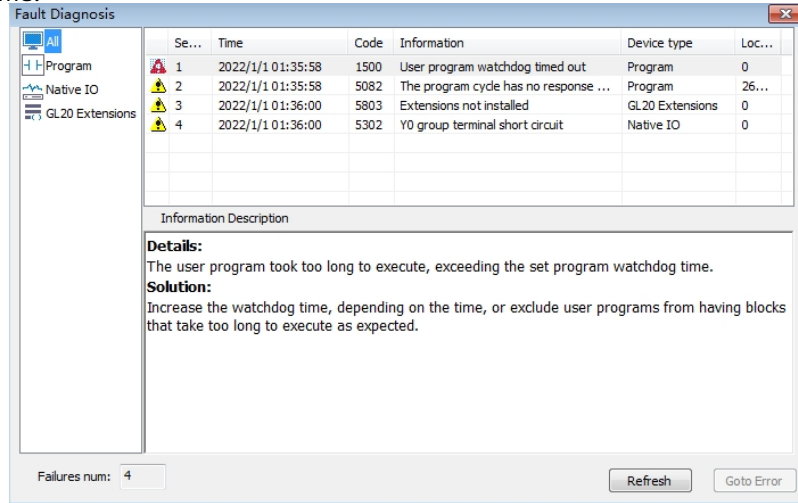 Fault Diagnosis
All
Program
Native IO
GL20 Extensions
Se... Time Code Information Device type Loc...
1 2022/1/1 01:35:58 1500 User program watchdog timed out Program 0
2 2022/1/1 01:35:58 5082 The program cycle has no response ... Program 26...
3 2022/1/1 01:36:00 5803 Extensions not installed GL20 Extensions 0
4 2022/1/1 01:36:00 5302 Y0 group terminal short circuit Native IO 0
Information Description
Details:
The user program took too long to execute, exceeding the set program watchdog time.
Solution:
Increase the watchdog time, depending on the time, or exclude user programs from having blocks
that take too long to execute as expected.
Failures num: 4
Refresh Goto Error